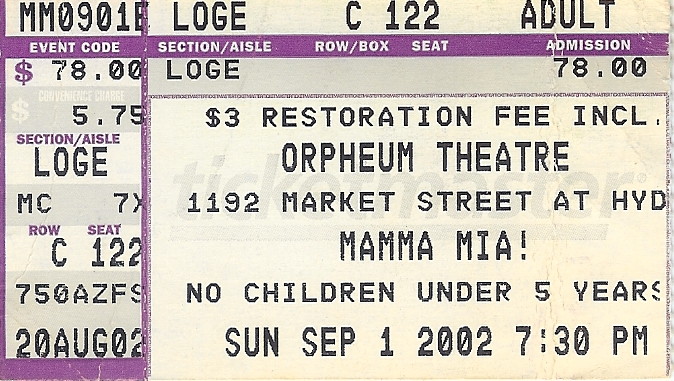 MM0901E LOGE C 122 ADULT
EVENT CODE SECTION/AISLE ROW/BOX SEAT ADMISSION
$ 78.00 LOGE 78.00
$ CONVENIENCE CHARGE
5.75 $3 RESTORATION FEE INCL.
SECTION/AISLE
LOGE ORPHEUM THEATRE
ticketmaster
MC 7X 1192 MARKET STREET AT HYD
ROW SEAT
C 122 MAMMA MIA!
750AZFS NO CHILDREN UNDER 5 YEARS
20AUG02 SUN SEP 1 2002 7:30 PM